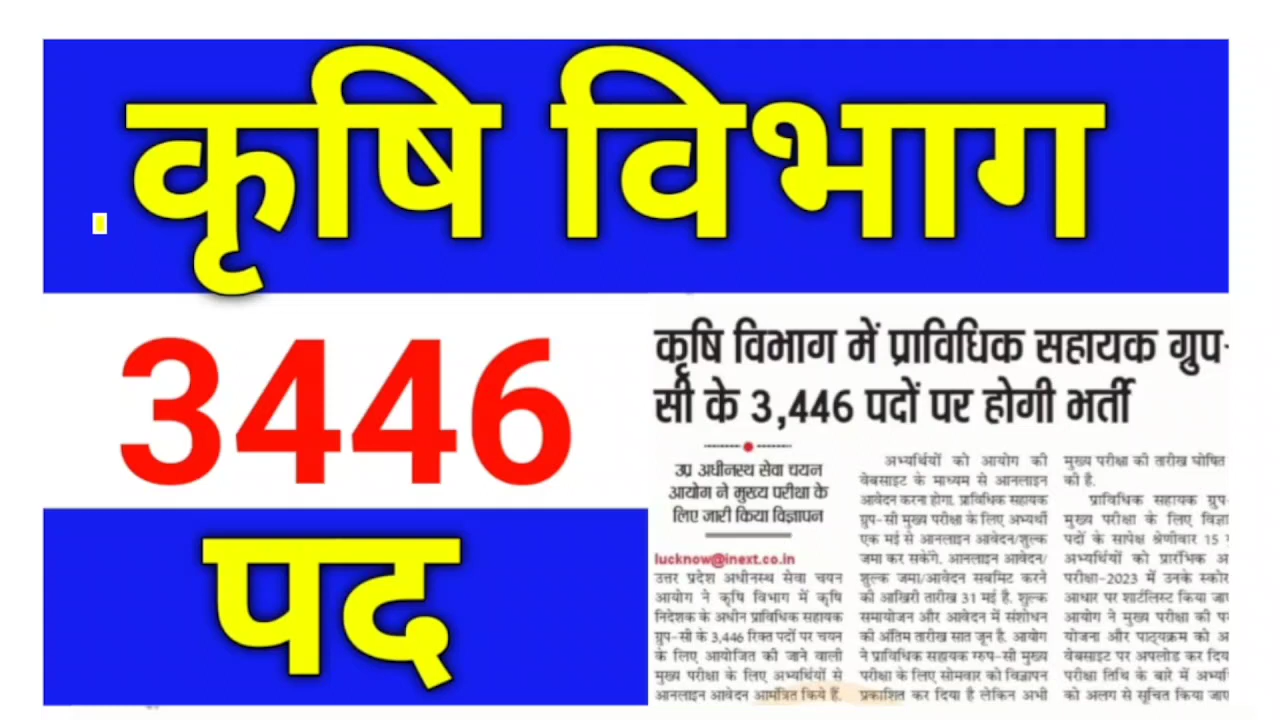 कृषि विभाग
3446
पद
कृषि विभाग में प्राविधिक सहायक ग्रुप-
सी के 3,446 पदों पर होगी भर्ती
उप्र अधीनस्थ सेवा चयन
आयोग ने मुख्य परीक्षा के
लिए जारी किया विज्ञापन
lucknow@inext.co.in
उत्तर प्रदेश अधीनस्थ सेवा चयन
आयोग ने कृषि विभाग में कृषि
निदेशक के अधीन प्राविधिक सहायक
ग्रुप-सी के 3,446 रिक्त पदों पर चयन
के लिए आयोजित की जाने वाली
मुख्य परीक्षा के लिए अभ्यर्थियों से
आनलाइन आवेदन आमंत्रित किये हैं.
अभ्यर्थियों को आयोग की
वेबसाइट के माध्यम से आनलाइन
आवेदन करना होगा. प्राविधिक सहायक
ग्रुप-सी मुख्य परीक्षा के लिए अभ्यर्थी
एक मई से आनलाइन आवेदन/शुल्क
जमा कर सकेंगे. आनलाइन आवेदन/
शुल्क जमा/आवेदन सबमिट करने
की आखिरी तारीख 31 मई है. शुल्क
समायोजन और आवेदन में संशोधन
की अंतिम तारीख सात जून है. आयोग
ने प्राविधिक सहायक ग्रुप-सी मुख्य
परीक्षा के लिए सोमवार को विज्ञापन
प्रकाशित कर दिया है लेकिन अभी
मुख्य परीक्षा की तारीख घोषित
की है.
प्राविधिक सहायक ग्रुप-
मुख्य परीक्षा के लिए विज्ञा
पदों के सापेक्ष श्रेणीवार 15
अभ्यर्थियों को प्रारंभिक अ
परीक्षा-2023 में उनके स्कोर
आधार पर शार्टलिस्ट किया जा
आयोग ने मुख्य परीक्षा की प
योजना और पाठ्यक्रम को अ
वेबसाइट पर अपलोड कर दिय
परीक्षा तिथि के बारे में अभ्य
को अलग से सूचित किया जाए